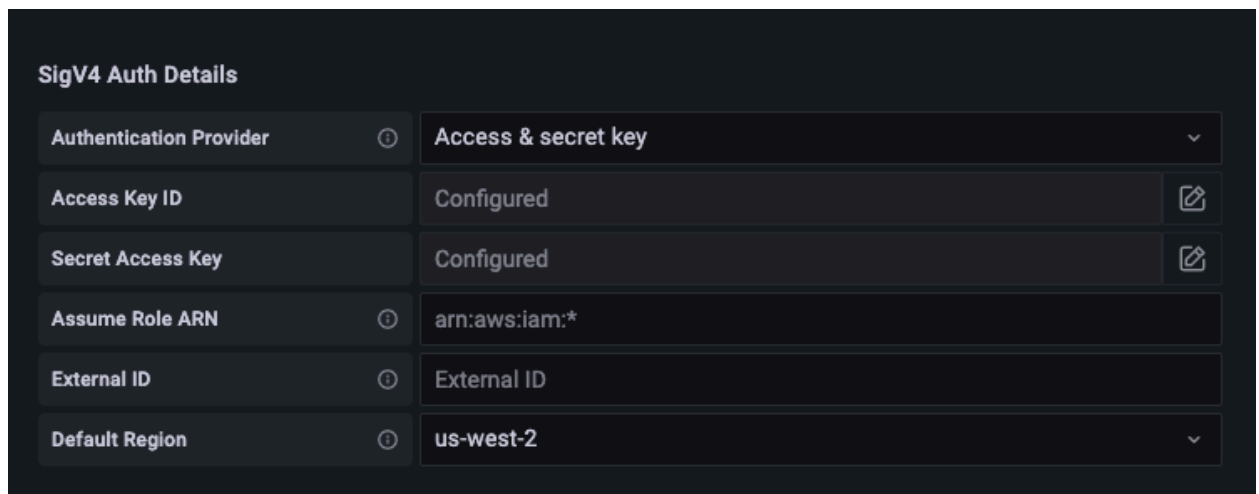 SigV4 Auth Details
Authentication Provider Access & secret key
Access Key ID Configured
Secret Access Key Configured
Assume Role ARN arn:aws:iam:*
External ID External ID
Default Region us-west-2